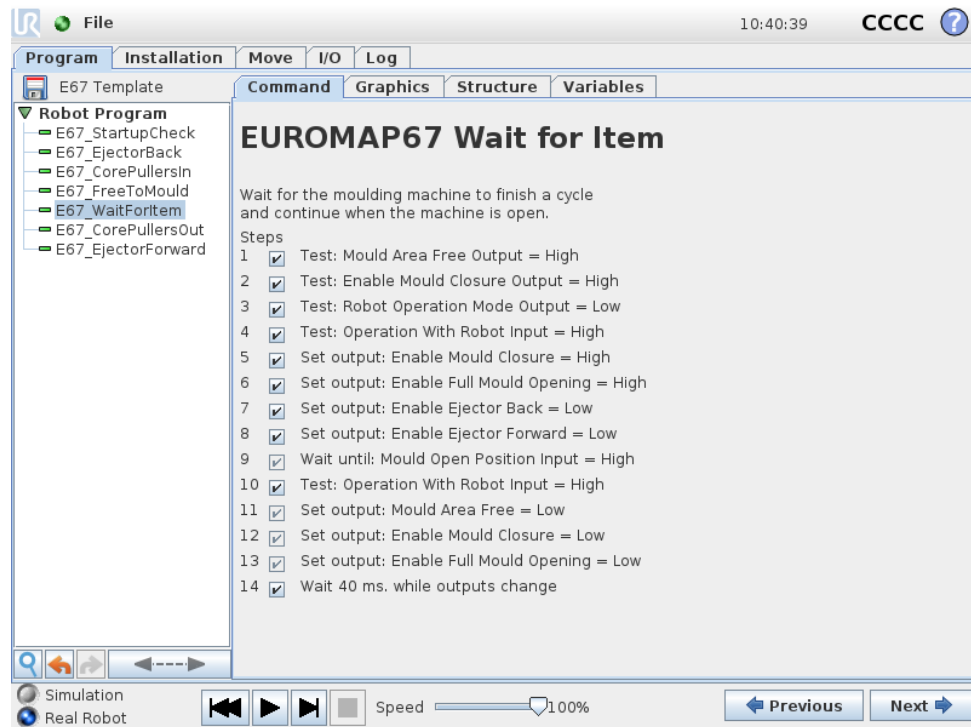 UR File 10:40:39 CCCC ?
Program Installation Move I/O Log
E67 Template Command Graphics Structure Variables
Robot Program
E67_StartupCheck
E67_EjectorBack
E67_CorePullersIn
E67_FreeToMould
E67_WaitForItem
E67_CorePullersOut
E67_EjectorForward
EUROMAP67 Wait for Item
Wait for the moulding machine to finish a cycle
and continue when the machine is open.
Steps
1 Test: Mould Area Free Output = High
2 Test: Enable Mould Closure Output = High
3 Test: Robot Operation Mode Output = Low
4 Test: Operation With Robot Input = High
5 Set output: Enable Mould Closure = High
6 Set output: Enable Full Mould Opening = High
7 Set output: Enable Ejector Back = Low
8 Set output: Enable Ejector Forward = Low
9 Wait until: Mould Open Position Input = High
10 Test: Operation With Robot Input = High
11 Set output: Mould Area Free = Low
12 Set output: Enable Mould Closure = Low
13 Set output: Enable Full Mould Opening = Low
14 Wait 40 ms. while outputs change
Simulation
Real Robot
Speed 100% Previous Next